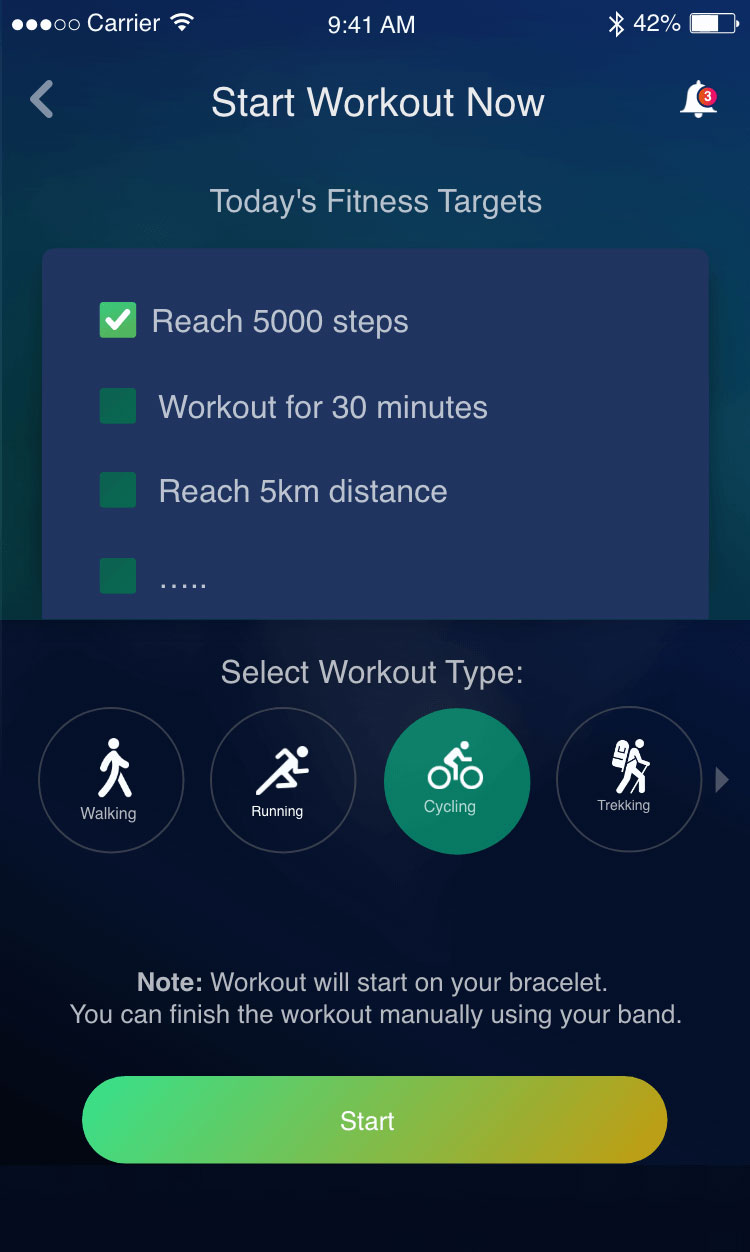 Carrier 9:41 AM 42%
Start Workout Now 3
Today's Fitness Targets
Reach 5000 steps
Workout for 30 minutes
Reach 5km distance
.....
Select Workout Type:
Walking Running Cycling Trekking
Note: Workout will start on your bracelet.
You can finish the workout manually using your band.
Start